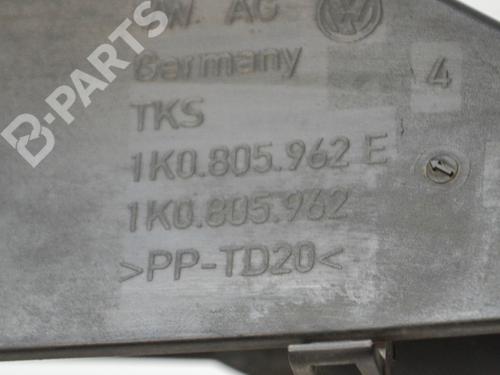 VW. AG
Germany
4
TKS
1K0.805.962 E
1K0.805.962
>PP-TD20<
B-PARTS